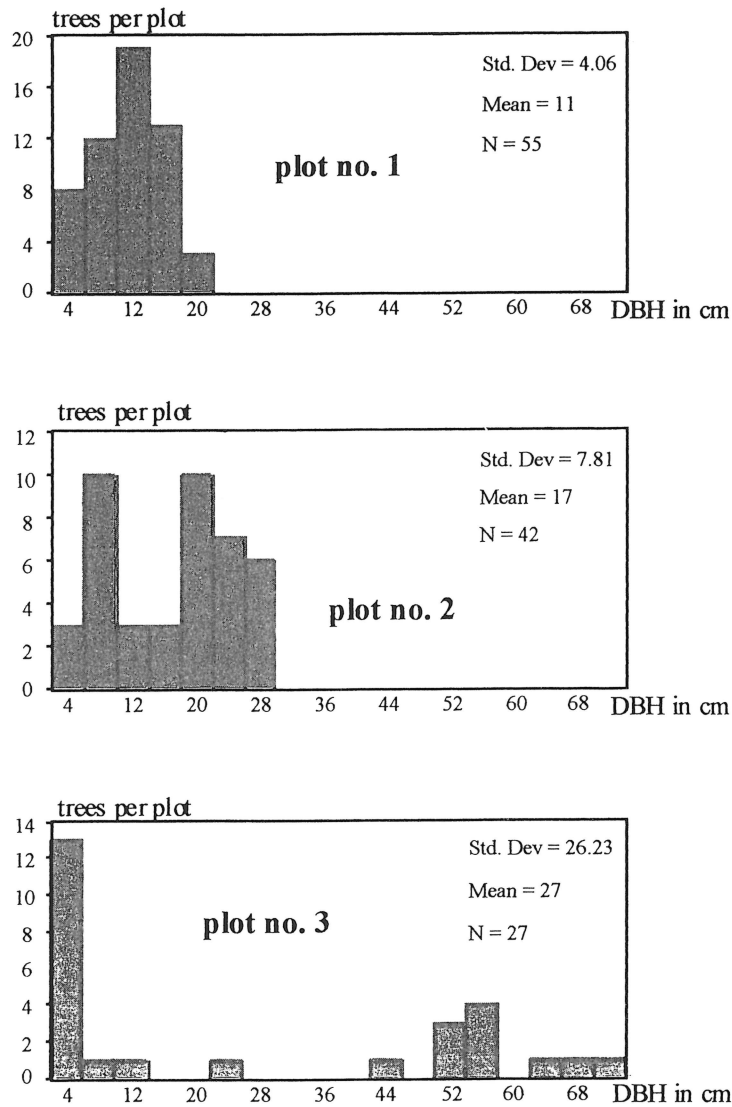 trees per plot
20
16
12
8
4
0
Std. Dev = 4.06
Mean = 11
N = 55
plot no. 1
4 12 20 28 36 44 52 60 68 DBH in cm
trees per plot
12
10
8
6
4
2
0
Std. Dev = 7.81
Mean = 17
N = 42
plot no. 2
4 12 20 28 36 44 52 60 68 DBH in cm
trees per plot
14
12
10
8
6
4
2
0
Std. Dev = 26.23
Mean = 27
N = 27
plot no. 3
4 12 20 28 36 44 52 60 68 DBH in cm